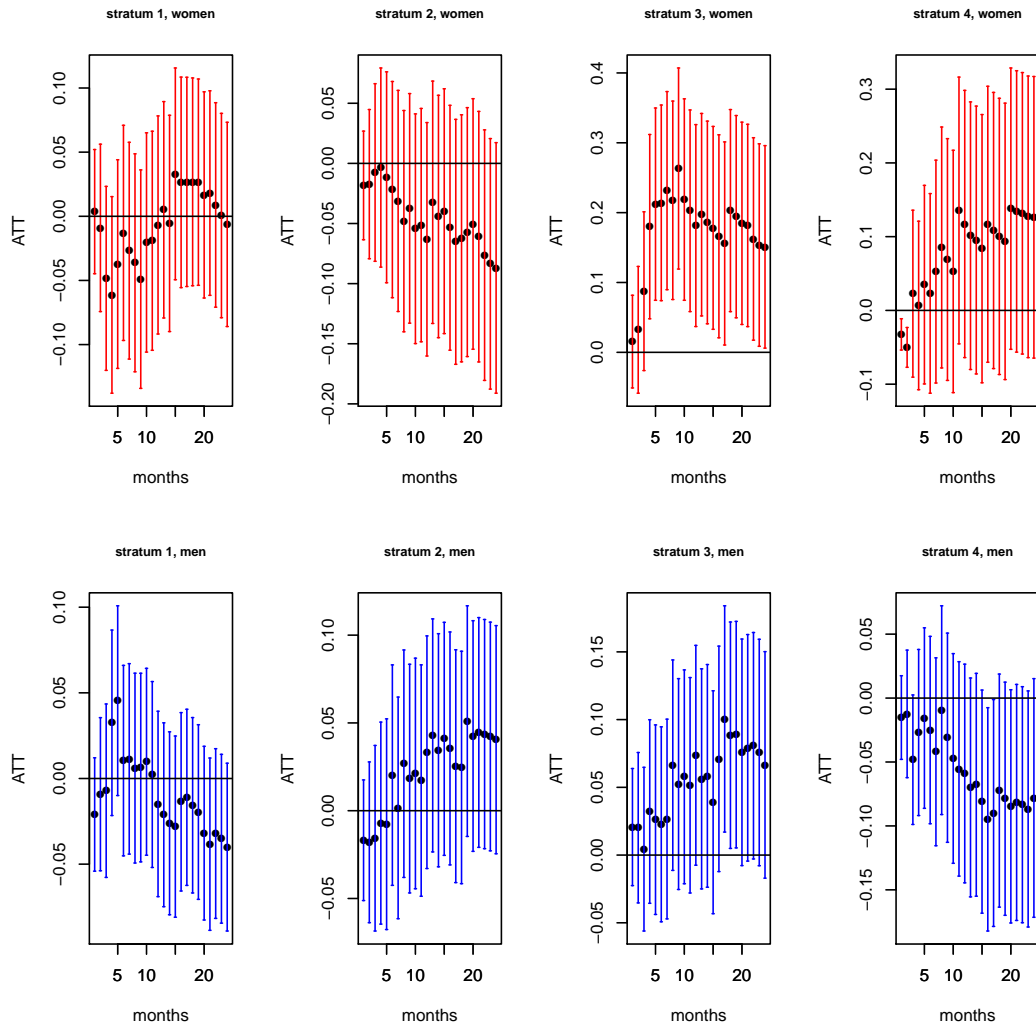 stratum 1, women
stratum 2, women
stratum 3, women
stratum 4, women
ATT
0.10
0.05
0.00
−0.05
−0.10
5
10
20
months
ATT
0.05
0.00
−0.05
−0.10
−0.15
−0.20
5
10
20
months
ATT
0.4
0.3
0.2
0.1
0.0
5
10
20
months
ATT
0.3
0.2
0.1
0.0
−0.1
5
10
20
months
stratum 1, men
stratum 2, men
stratum 3, men
stratum 4, men
ATT
0.10
0.05
0.00
−0.05
5
10
20
months
ATT
0.10
0.05
0.00
−0.05
5
10
20
months
ATT
0.15
0.10
0.05
0.00
−0.05
5
10
20
months
ATT
0.05
0.00
−0.05
−0.10
−0.15
5
10
20
months